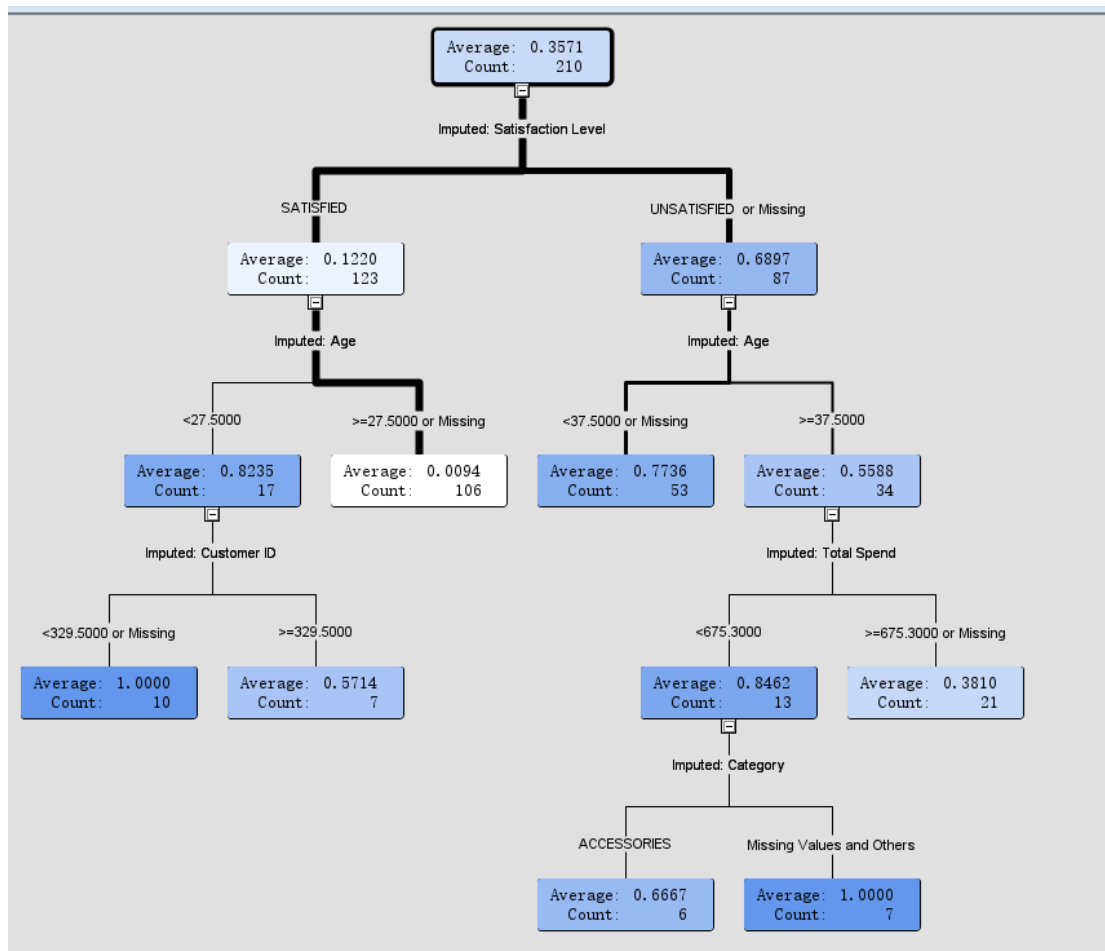 Average: 0.3571
Count: 210
Imputed: Satisfaction Level
SATISFIED
UNSATISFIED or Missing
Average: 0.1220
Count: 123
Average: 0.6897
Count: 87
Imputed: Age
Imputed: Age
<27.5000
>=27.5000 or Missing
<37.5000 or Missing
>=37.5000
Average: 0.8235
Count: 17
Average: 0.0094
Count: 106
Average: 0.7736
Count: 53
Average: 0.5588
Count: 34
Imputed: Customer ID
Imputed: Total Spend
<329.5000 or Missing
>=329.5000
<675.3000
>=675.3000 or Missing
Average: 1.0000
Count: 10
Average: 0.5714
Count: 7
Average: 0.8462
Count: 13
Average: 0.3810
Count: 21
Imputed: Category
ACCESSORIES
Missing Values and Others
Average: 0.6667
Count: 6
Average: 1.0000
Count: 7